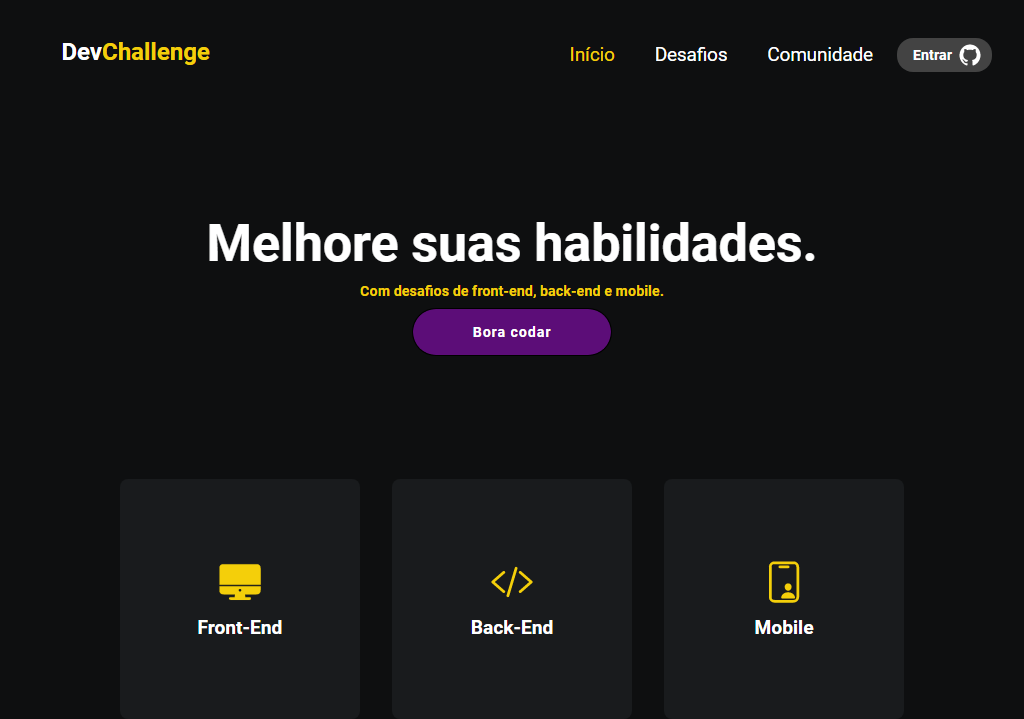 DevChallenge
Início Desafios Comunidade Entrar
Melhore suas habilidades.
Com desafios de front-end, back-end e mobile.
Bora codar
Front-End
Back-End
Mobile